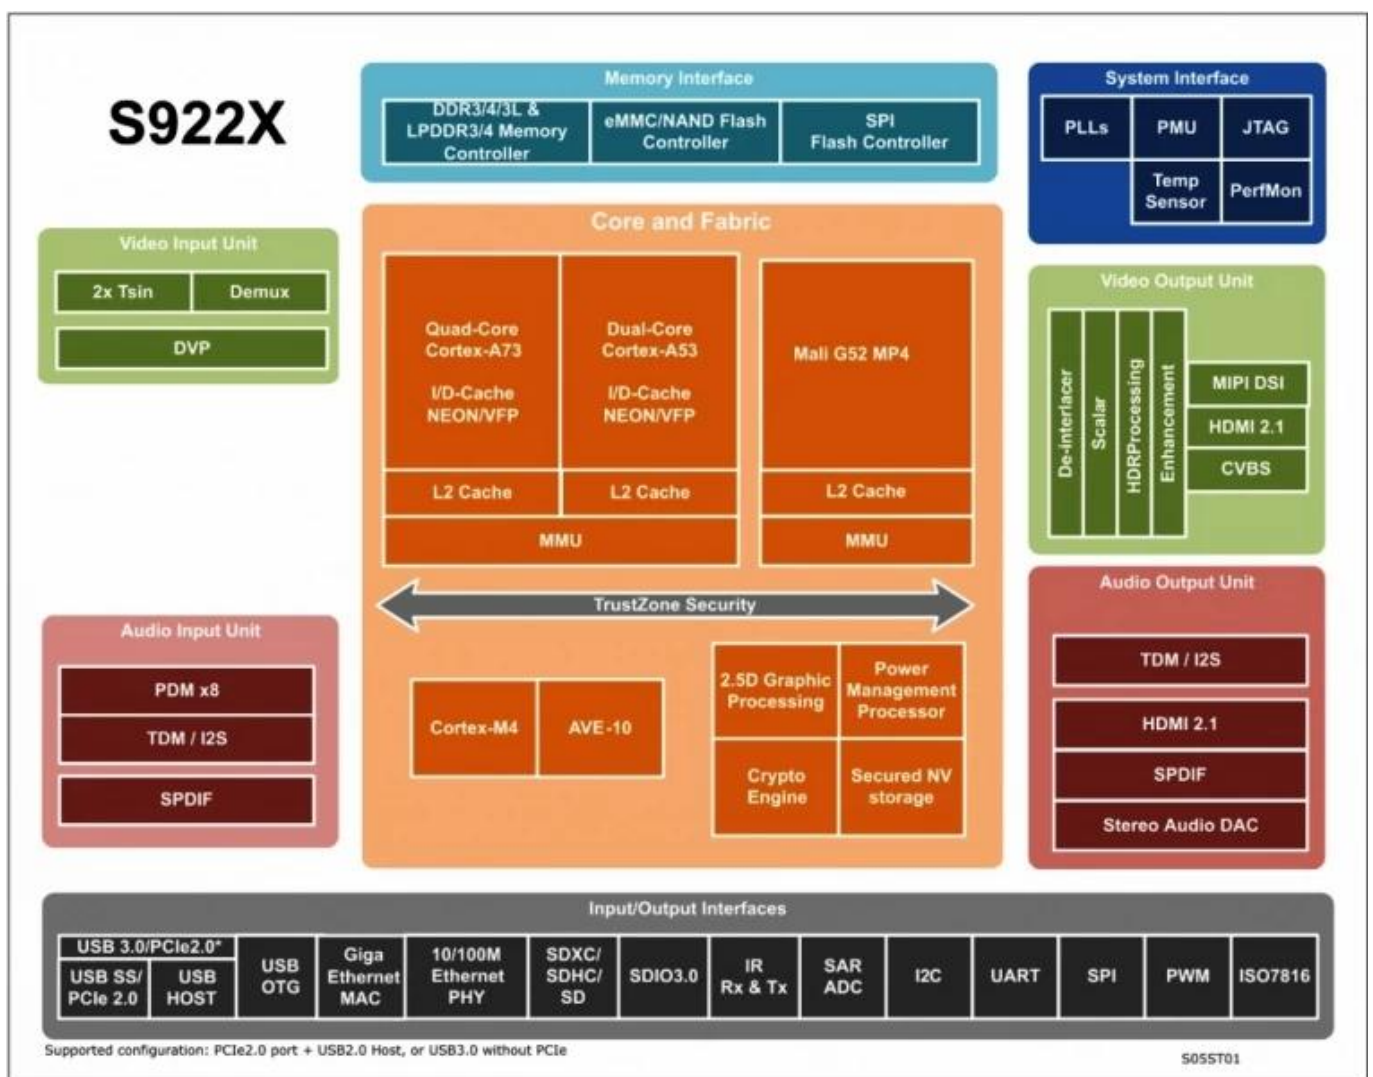 S922X
Memory Interface
DDR3/4/3L &
LPDDR3/4 Memory
Controller
eMMC/NAND Flash
Controller
SPI
Flash Controller
System Interface
PLLs
PMU
JTAG
Temp
Sensor
PerfMon
Video Input Unit
2x Tsin
Demux
DVP
Core and Fabric
Quad-Core
Cortex-A73
I/D-Cache
NEON/VFP
Dual-Core
Cortex-A53
I/D-Cache
NEON/VFP
Mali G52 MP4
L2 Cache
L2 Cache
L2 Cache
MMU
MMU
TrustZone Security
Cortex-M4
AVE-10
2.5D Graphic
Processing
Power
Management
Processor
Crypto
Engine
Secured NV
storage
Video Output Unit
De-interlacer
Scalar
HDRProcessing
Enhancement
MIPI DSI
HDMI 2.1
CVBS
Audio Input Unit
PDM x8
TDM / I2S
SPDIF
Audio Output Unit
TDM / I2S
HDMI 2.1
SPDIF
Stereo Audio DAC
Input/Output Interfaces
USB 3.0/PCIe2.0*
USB SS/
PCIe 2.0
USB
HOST
USB
OTG
Giga
Ethernet
MAC
10/100M
Ethernet
PHY
SDXC/
SDHC/
SD
SDIO3.0
IR
Rx & Tx
SAR
ADC
I2C
UART
SPI
PWM
ISO7816
Supported configuration: PCIe2.0 port + USB2.0 Host, or USB3.0 without PCIe
S05ST01